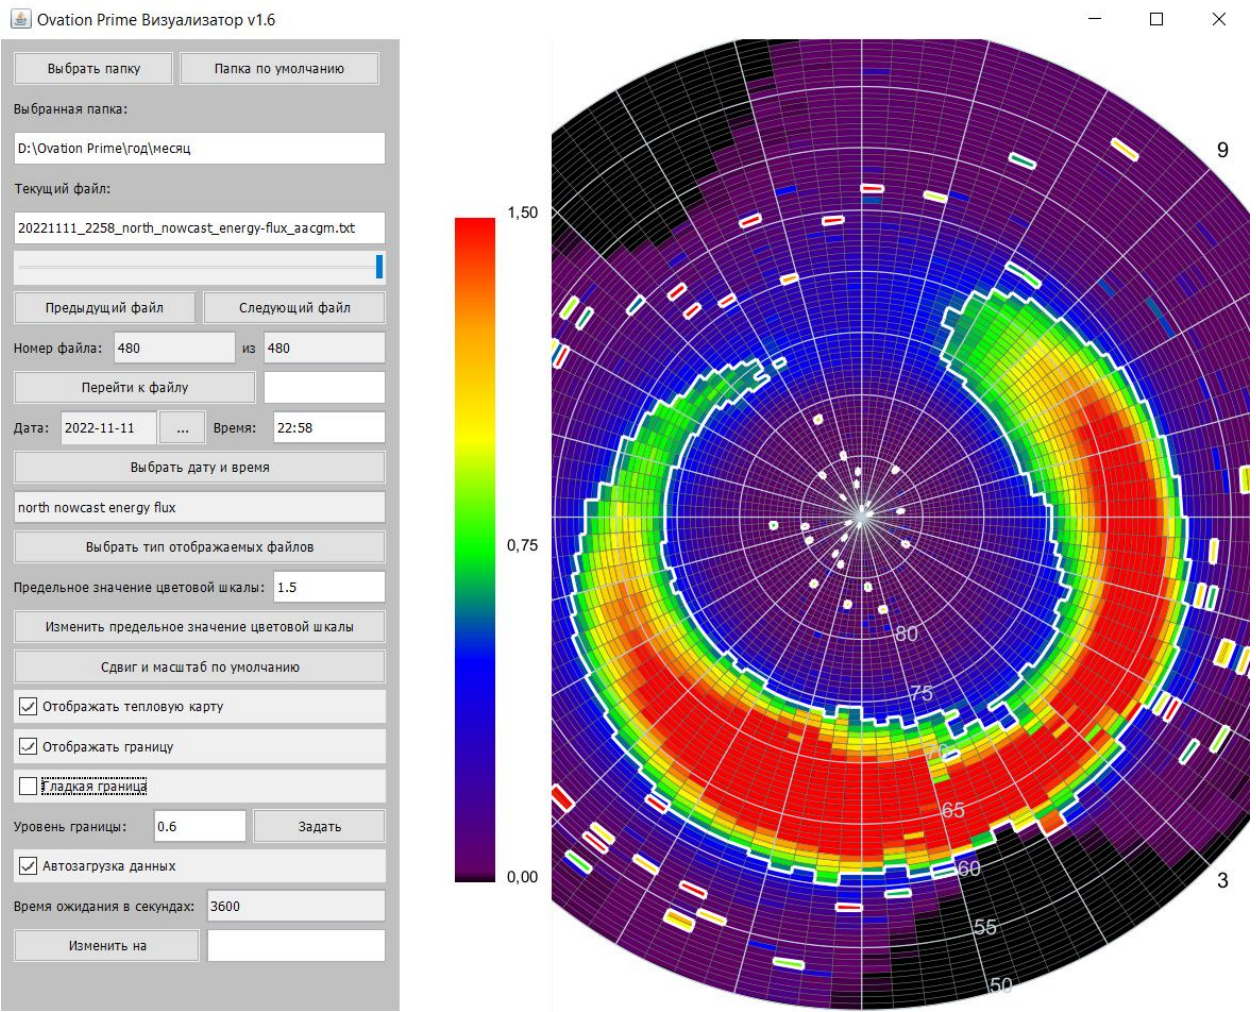 Ovation Prime Визуализатор v1.6
Выбрать папку
Папка по умолчанию
Выбранная папка:
D:\Ovation Prime\год\месяц
Текущий файл:
20221111_2258_north_nowcast_energy-flux_aacgm.txt
Предыдущий файл
Следующий файл
Номер файла: 480 из 480
Перейти к файлу
Дата: 2022-11-11 ... Время: 22:58
Выбрать дату и время
north nowcast energy flux
Выбрать тип отображаемых файлов
Предельное значение цветовой шкалы: 1.5
Изменить предельное значение цветовой шкалы
Сдвиг и масштаб по умолчанию
Отображать тепловую карту
Отображать границу
Гладкая граница
Уровень границы: 0.6 Задать
Автозагрузка данных
Время ожидания в секундах: 3600
Изменить на
1,50
0,75
0,00
9
80
75
70
65
60
55
50
3